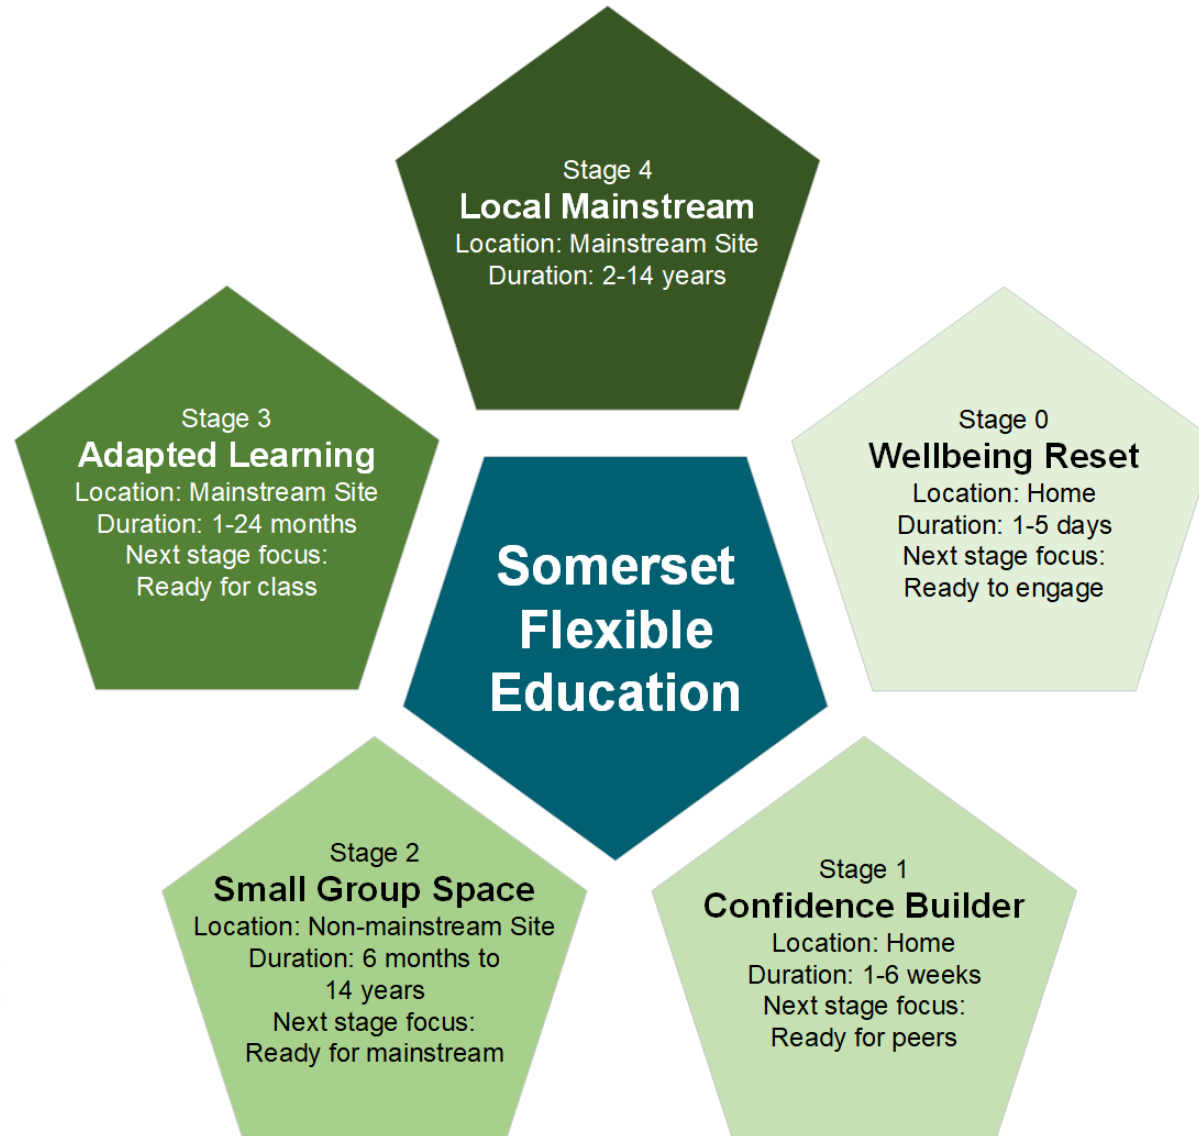 Stage 4
Local Mainstream
Location: Mainstream Site
Duration: 2-14 years
Stage 3
Adapted Learning
Location: Mainstream Site
Duration: 1-24 months
Next stage focus:
Ready for class
Stage 0
Wellbeing Reset
Location: Home
Duration: 1-5 days
Next stage focus:
Ready to engage
Somerset
Flexible
Education
Stage 2
Small Group Space
Location: Non-mainstream Site
Duration: 6 months to
14 years
Next stage focus:
Ready for mainstream
Stage 1
Confidence Builder
Location: Home
Duration: 1-6 weeks
Next stage focus:
Ready for peers